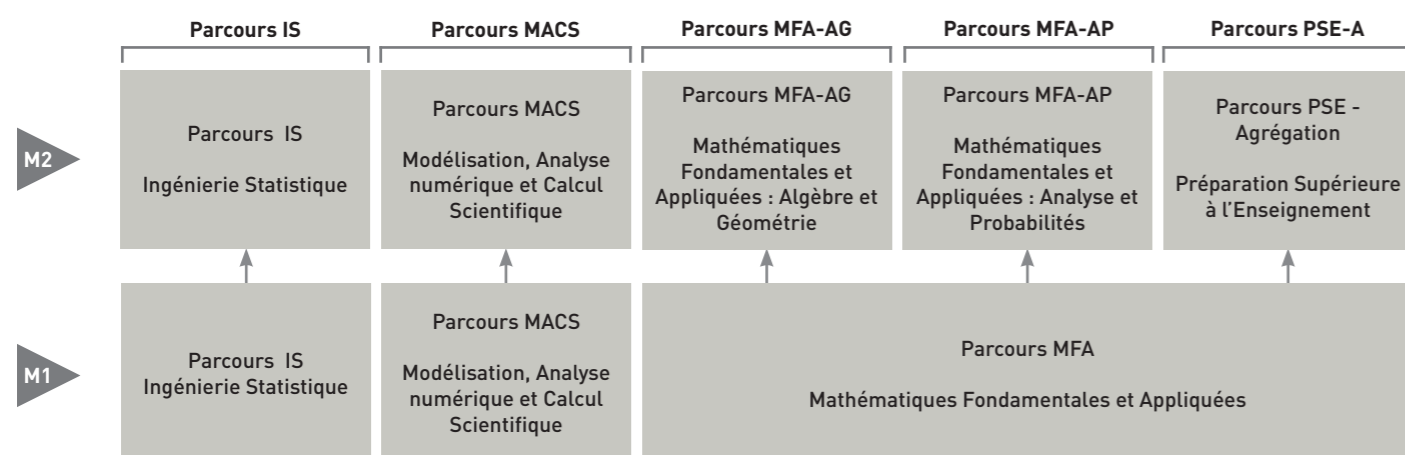 Parcours IS
Parcours MACS
Parcours MFA-AG
Parcours MFA-AP
Parcours PSE-A
M2
Parcours IS
Ingénierie Statistique
Parcours MACS
Modélisation, Analyse
numérique et Calcul
Scientifique
Parcours MFA-AG
Mathématiques
Fondamentales et
Appliquées : Algèbre et
Géométrie
Parcours MFA-AP
Mathématiques
Fondamentales et
Appliquées : Analyse et
Probabilités
Parcours PSE -
Agrégation
Préparation Supérieure
à l'Enseignement
M1
Parcours IS
Ingénierie Statistique
Parcours MACS
Modélisation, Analyse
numérique et Calcul
Scientifique
Parcours MFA
Mathématiques Fondamentales et Appliquées